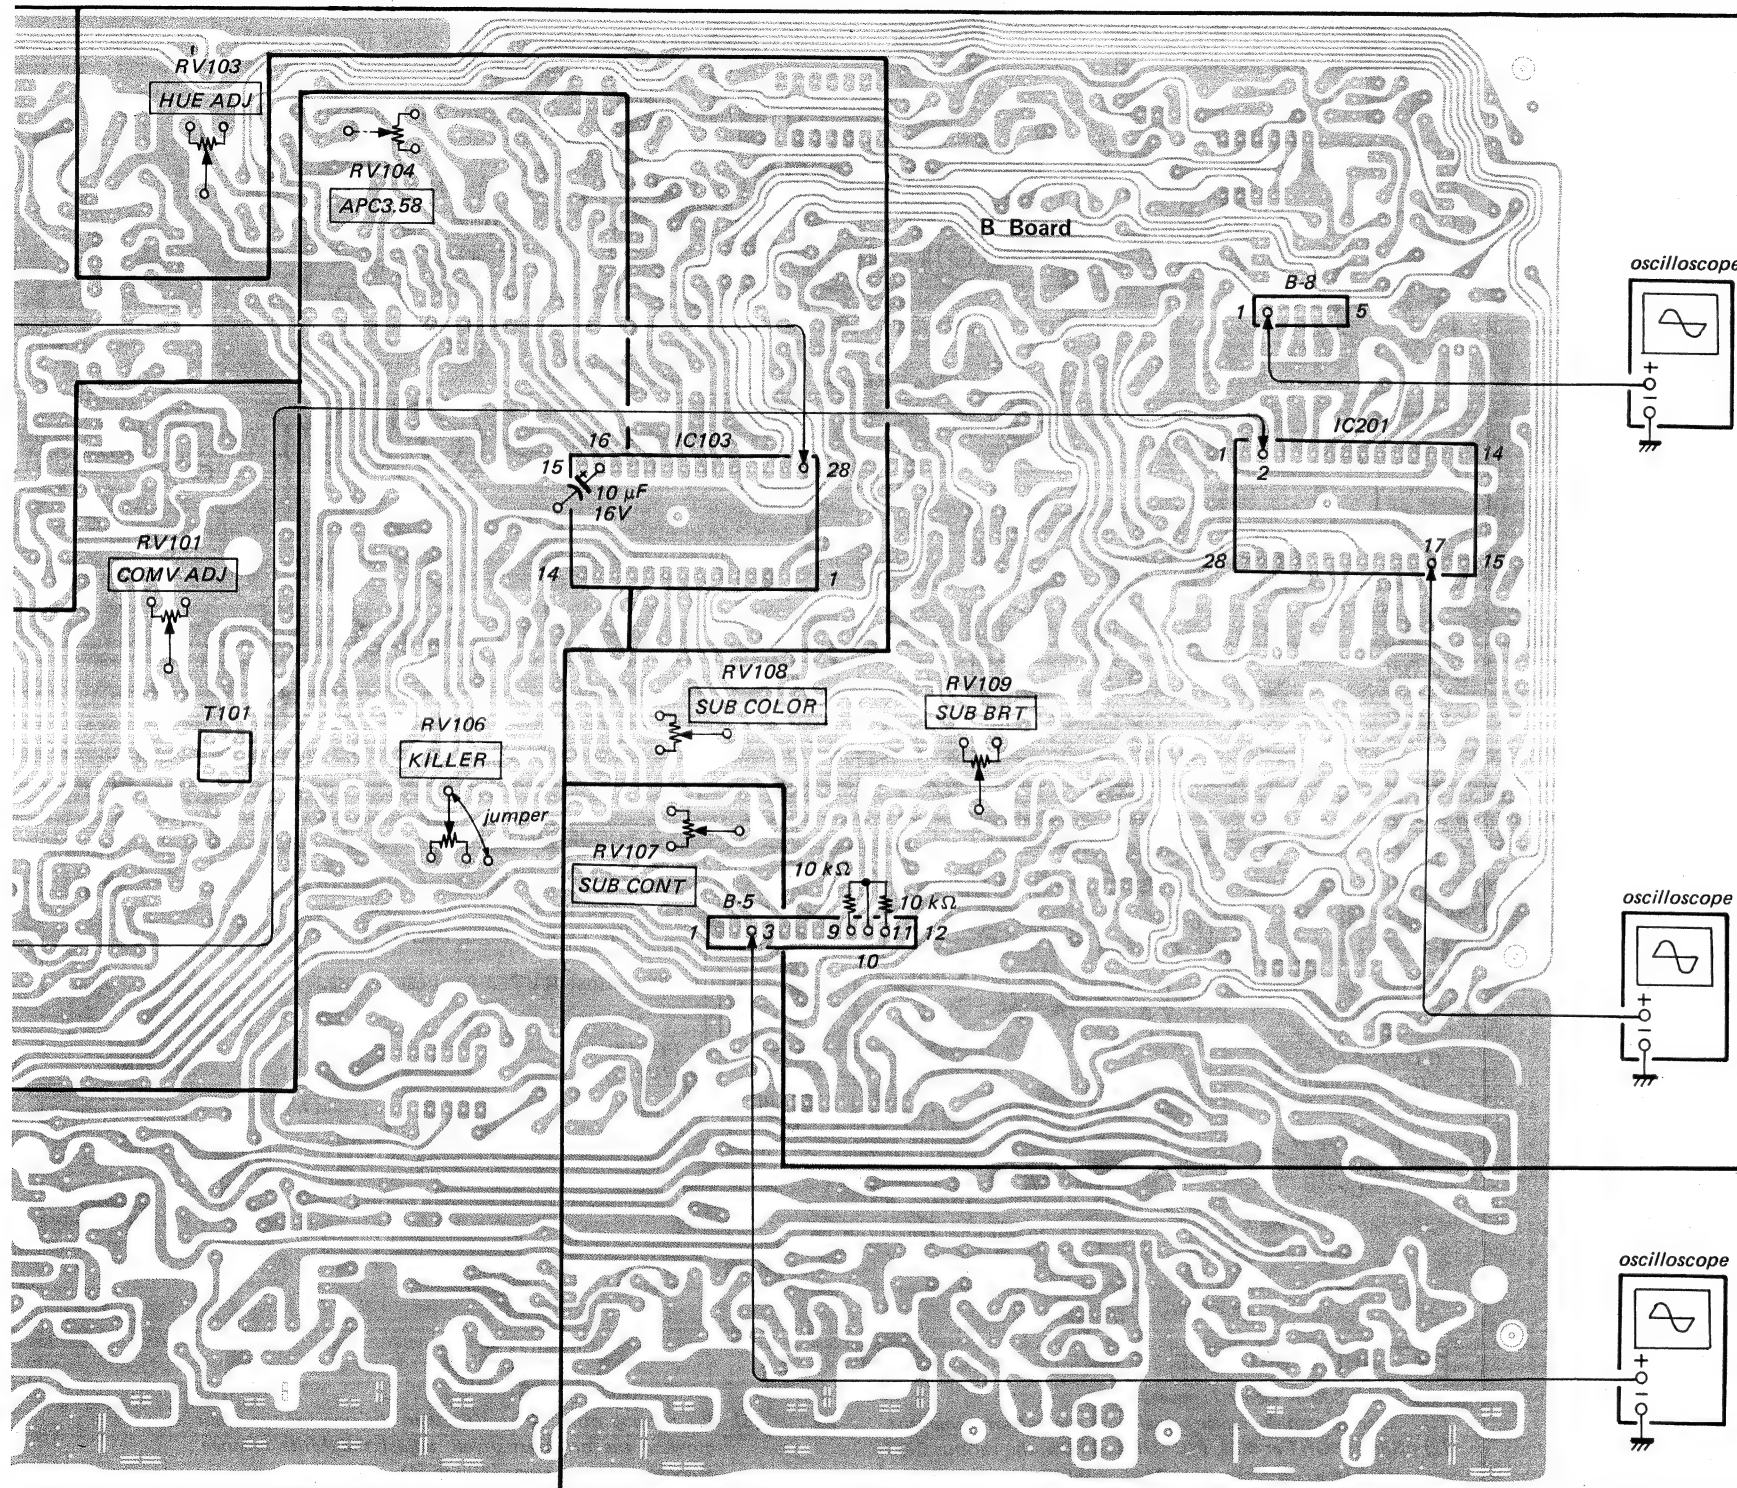 RV103
HUE ADJ
RV104
APC3.58
B Board
oscilloscope
B-8
1 5
+
−
IC201
1 14
2
16 IC103
15 28
10 μF
16V
RV101
COMV ADJ
14 1
17
28 15
RV108
SUB COLOR
RV109
SUB BRT
T101
RV106
KILLER
jumper
RV107
SUB CONT
10 kΩ
10 kΩ
B-5
1 3 9 11 12
10
oscilloscope
+
−
oscilloscope
+
−